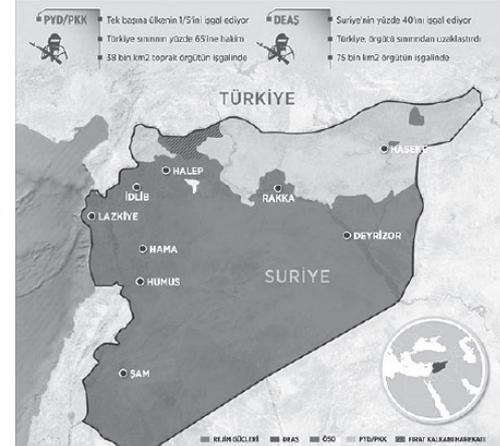 PYD/PKK
Tek başına ülkenin 1/5'ini işgal ediyor
Türkiye sınırının yüzde 65'ine hakim
38 bin km2 toprak örgütün işgalinde
DEAŞ
Suriye'nin yüzde 40'ını işgal ediyor
Türkiye, örgütü sınırından uzaklaştırdı
75 bin km2 örgütün işgalinde
TÜRKİYE
HASEKE
HALEP
İDLİB
RAKKA
LAZKİYE
DEYRİZOR
HAMA
SURİYE
HUMUS
ŞAM
REJİM GÜÇLERİ DEAŞ ÖSO PYD/PKK FIRAT KALKANI HAREKATI